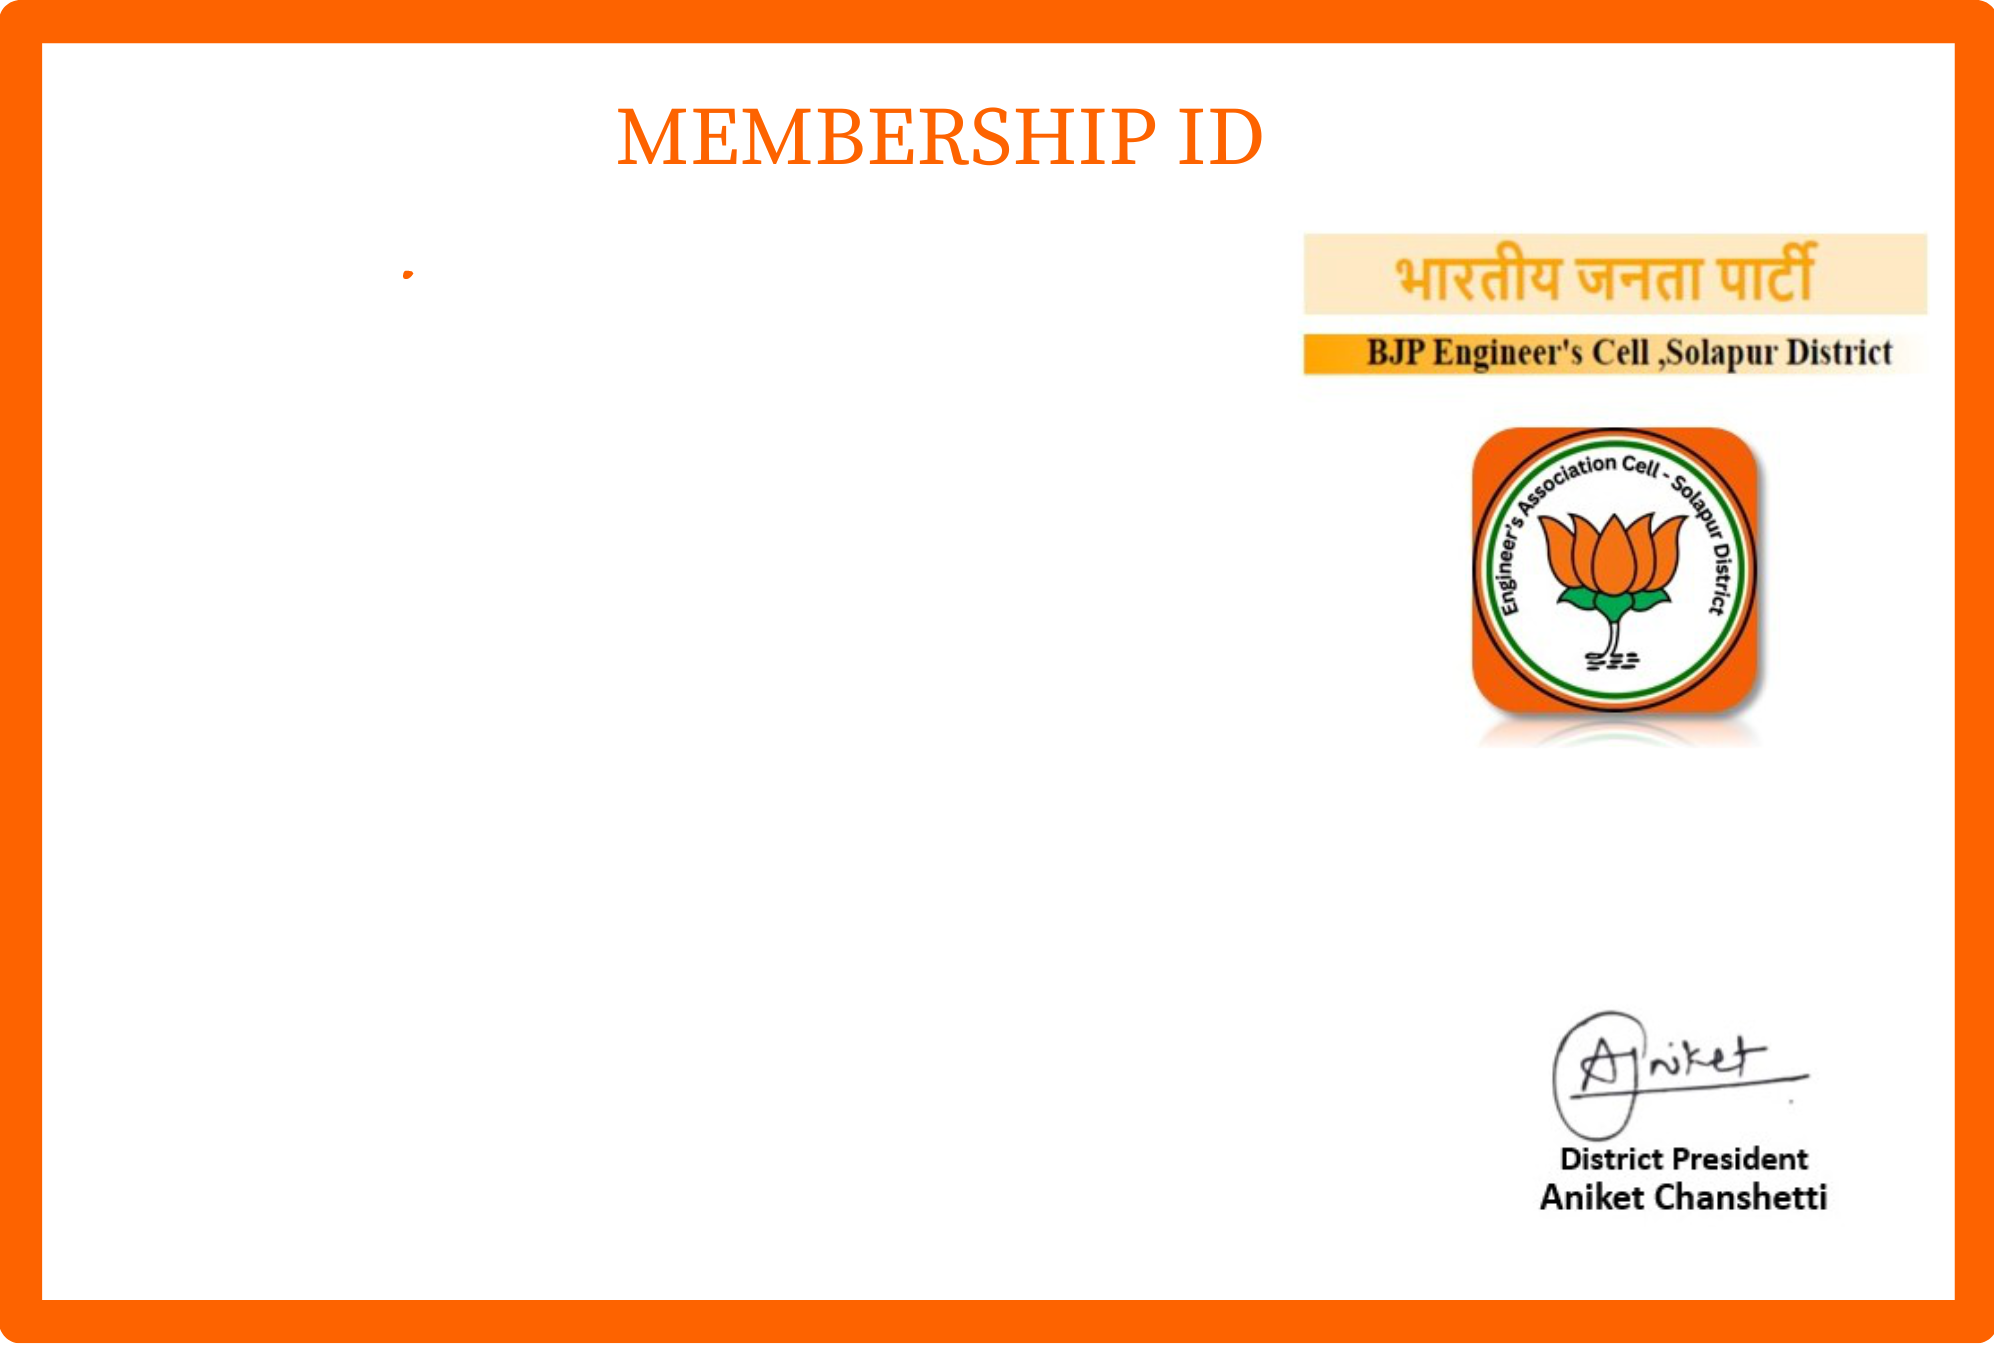 MEMBERSHIP ID
भारतीय जनता पार्टी
BJP Engineer's Cell ,Solapur District
Engineer's Association Cell - Solapur District
Aniket
District President
Aniket Chanshetti